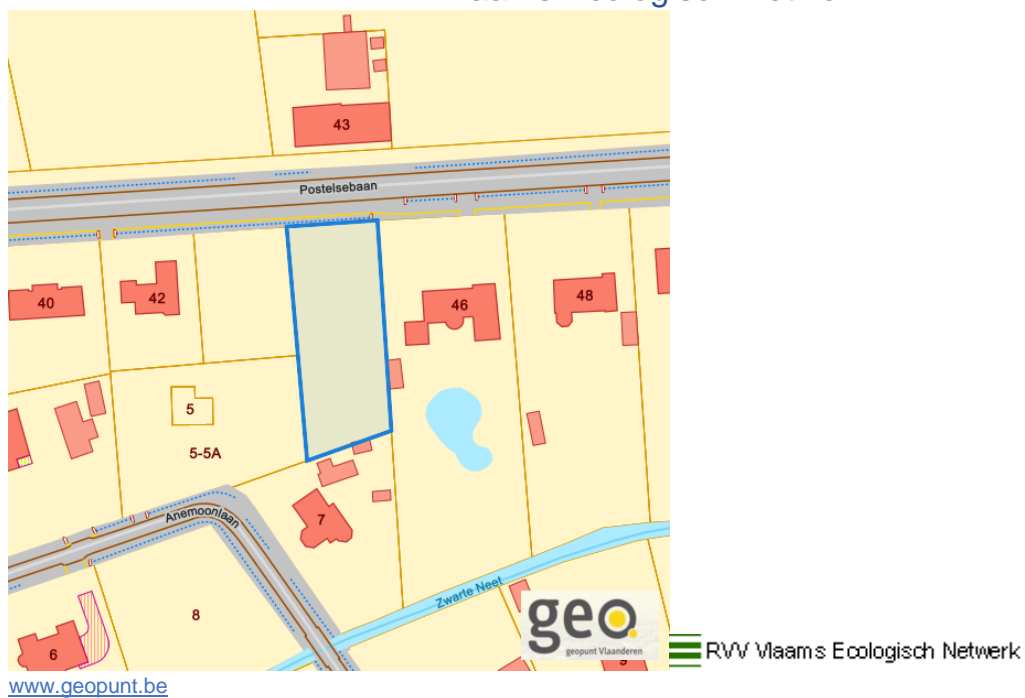 43
Postelsebaan
40
42
46
48
5
5-5A
7
Anemoonlaan
Zwarte Neet
8
geo.
geopunt Vlaanderen
6
9
RVV Vlaams Ecologisch Netwerk
www.geopunt.be